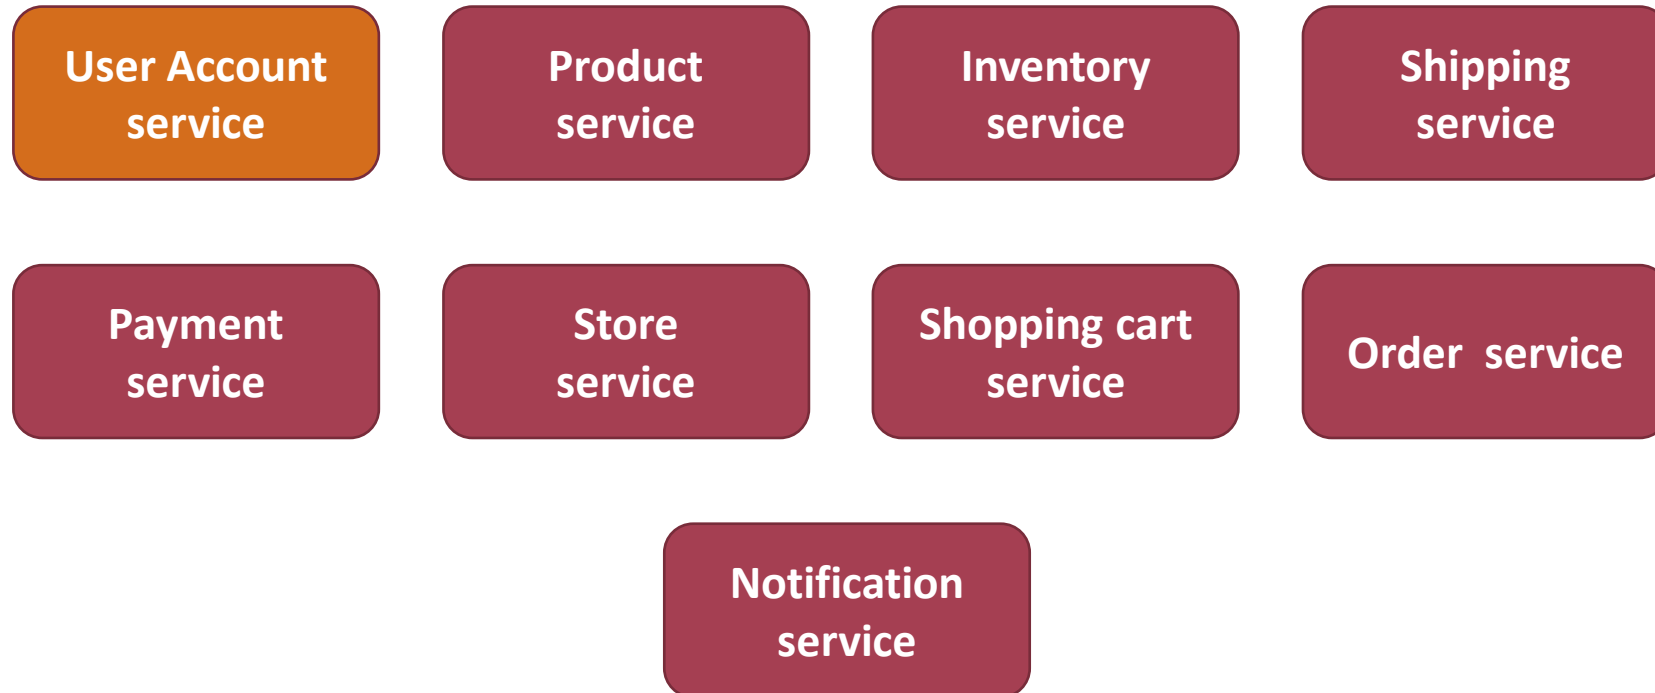 User Account
service
Product
service
Inventory
service
Shipping
service
Payment
service
Store
service
Shopping cart
service
Order  service
Notification
service